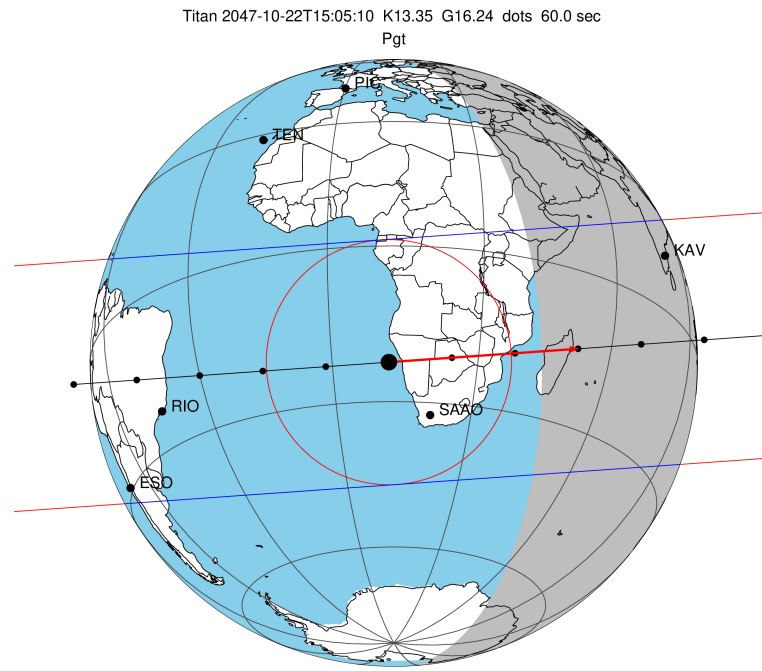 Titan 2047-10-22T15:05:10 K13.35 G16.24 dots 60.0 sec
Pgt
PIC
TEN
KAV
RIO
SAAO
ESO